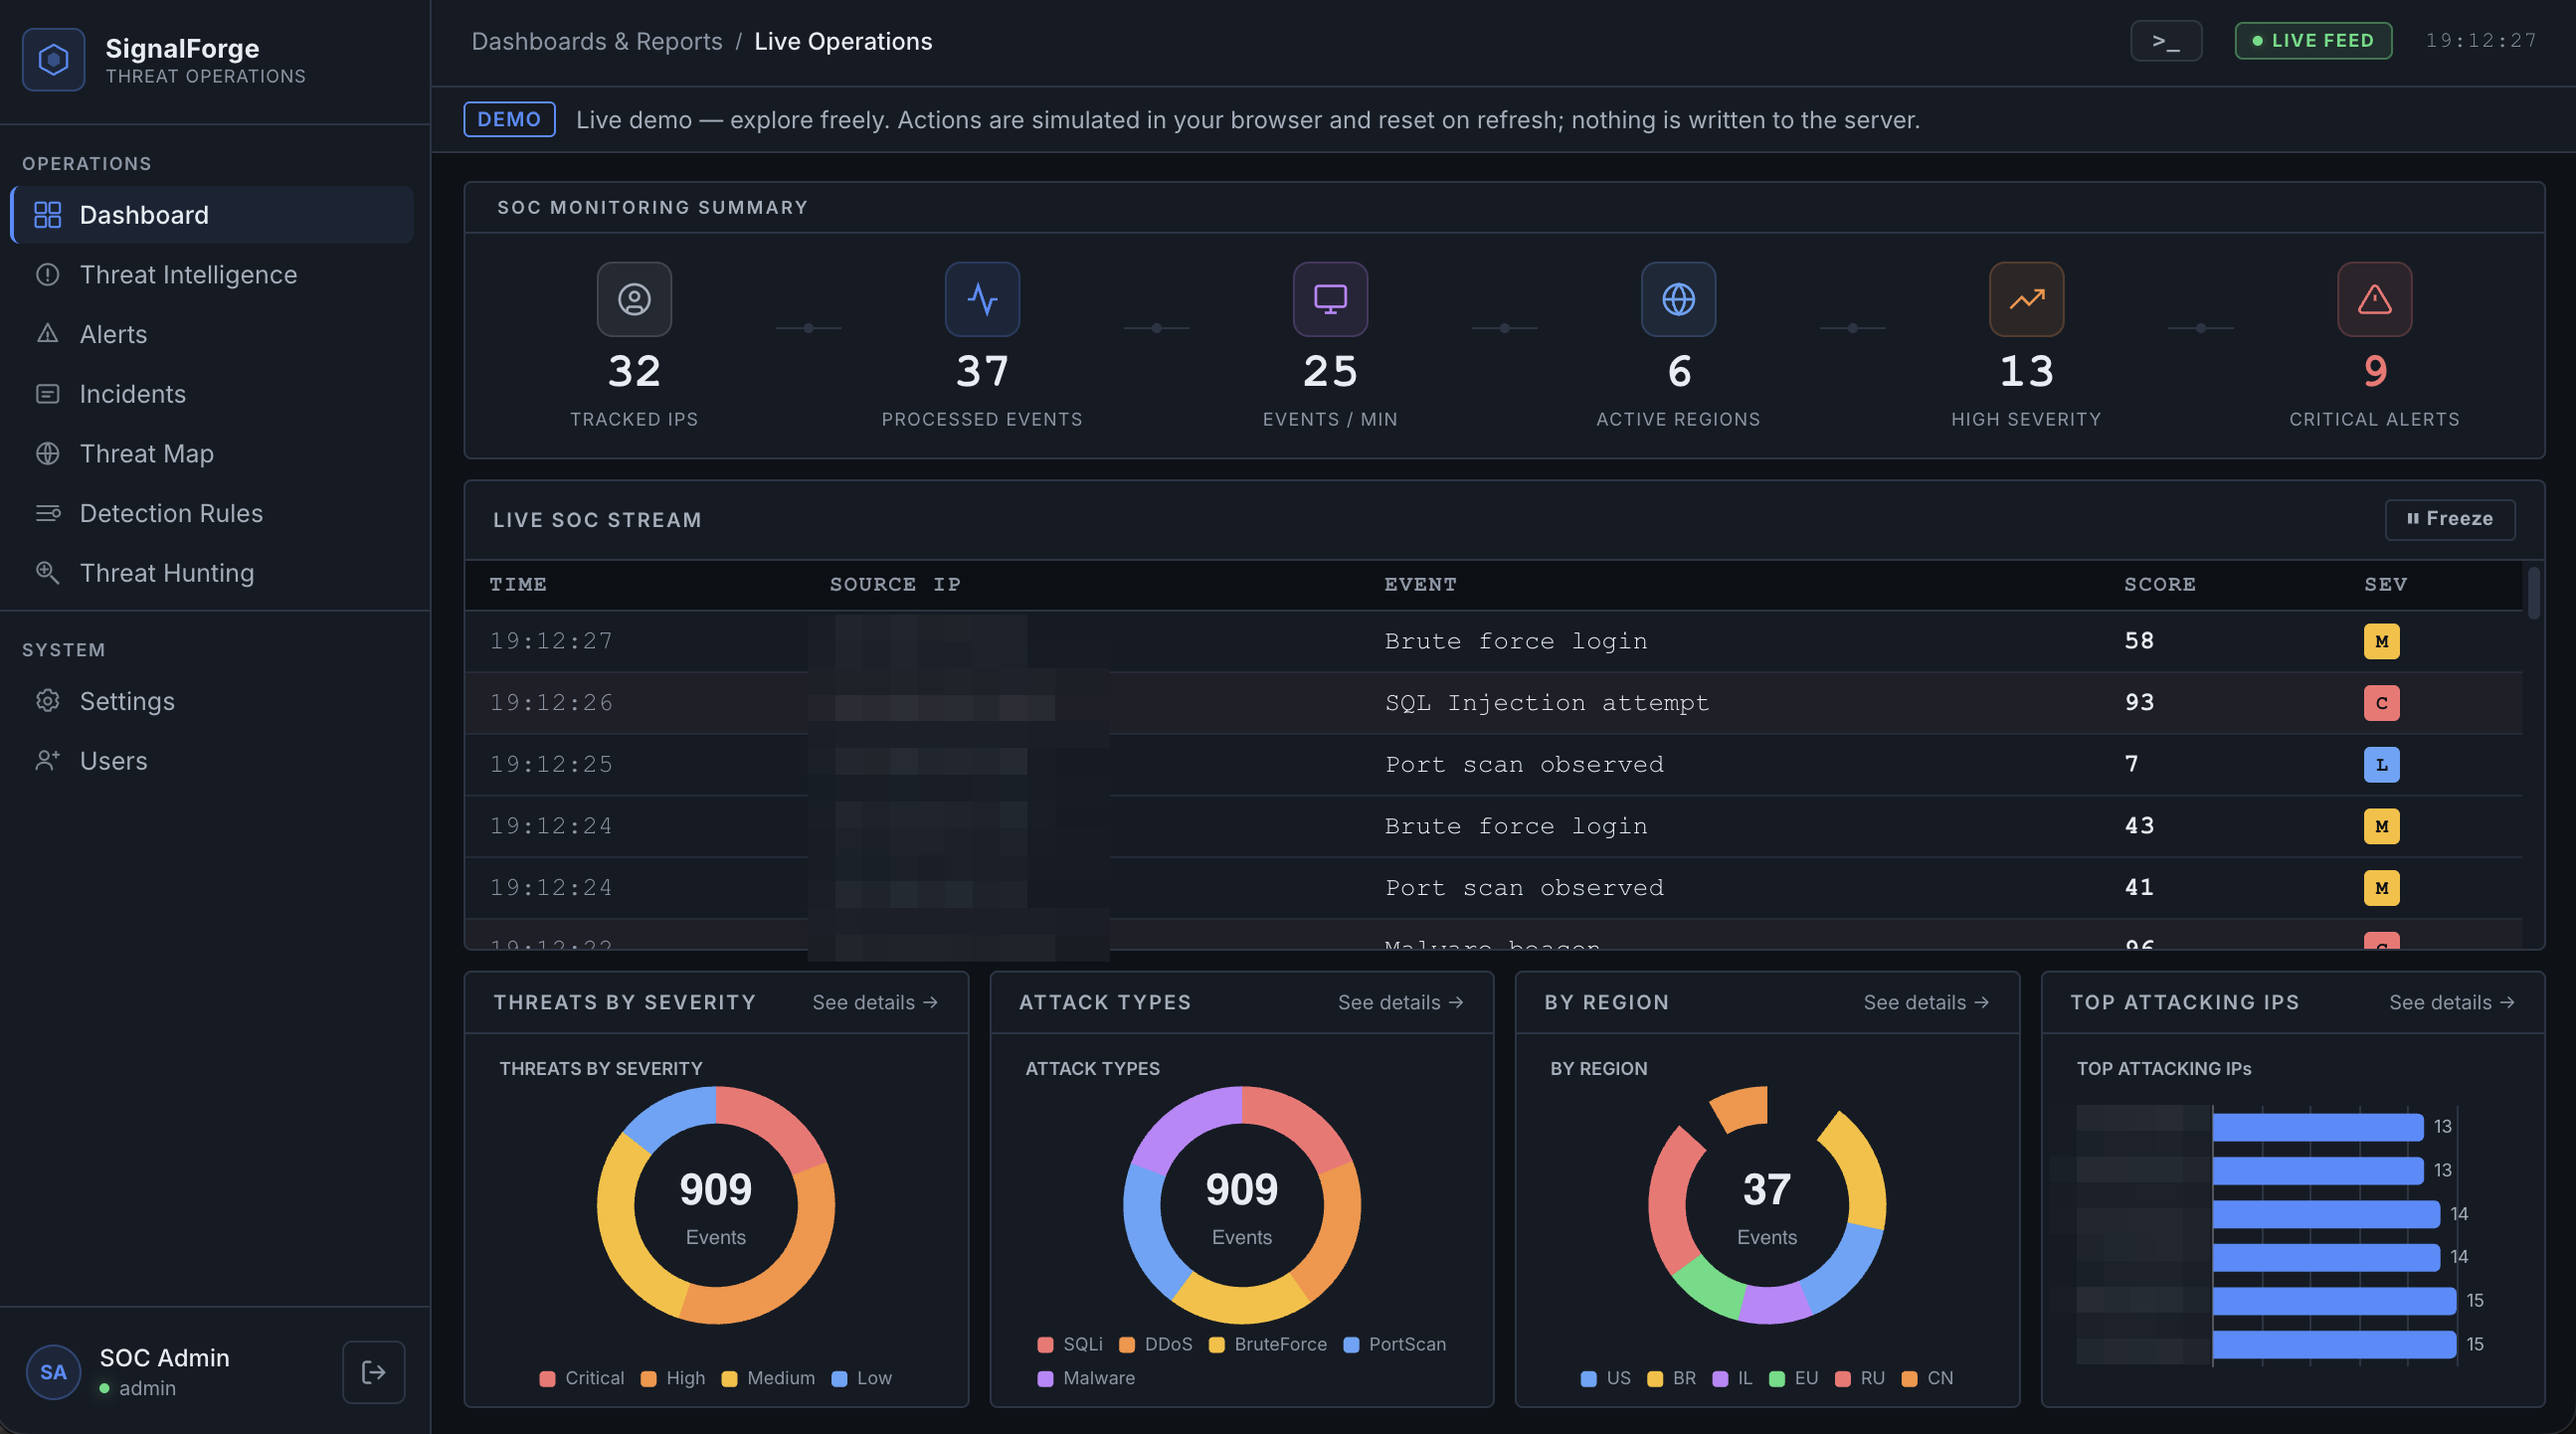 SignalForge
THREAT OPERATIONS
OPERATIONS
Dashboard
Threat Intelligence
Alerts
Incidents
Threat Map
Detection Rules
Threat Hunting
SYSTEM
Settings
Users
SA
SOC Admin
admin
Dashboards & Reports / Live Operations
>_
LIVE FEED
19:12:27
DEMO Live demo — explore freely. Actions are simulated in your browser and reset on refresh; nothing is written to the server.
SOC MONITORING SUMMARY
32 37 25 6 13 9
TRACKED IPS PROCESSED EVENTS EVENTS / MIN ACTIVE REGIONS HIGH SEVERITY CRITICAL ALERTS
LIVE SOC STREAM Freeze
TIME SOURCE IP EVENT SCORE SEV
19:12:27 Brute force login 58 M
19:12:26 SQL Injection attempt 93 C
19:12:25 Port scan observed 7 L
19:12:24 Brute force login 43 M
19:12:24 Port scan observed 41 M
19:12:22 Malware beacon 96 C
THREATS BY SEVERITY See details →
THREATS BY SEVERITY
909
Events
Critical High Medium Low
ATTACK TYPES See details →
ATTACK TYPES
909
Events
SQLi DDoS BruteForce PortScan
Malware
BY REGION See details →
BY REGION
37
Events
US BR IL EU RU CN
TOP ATTACKING IPS See details →
TOP ATTACKING IPs
13
13
14
14
15
15